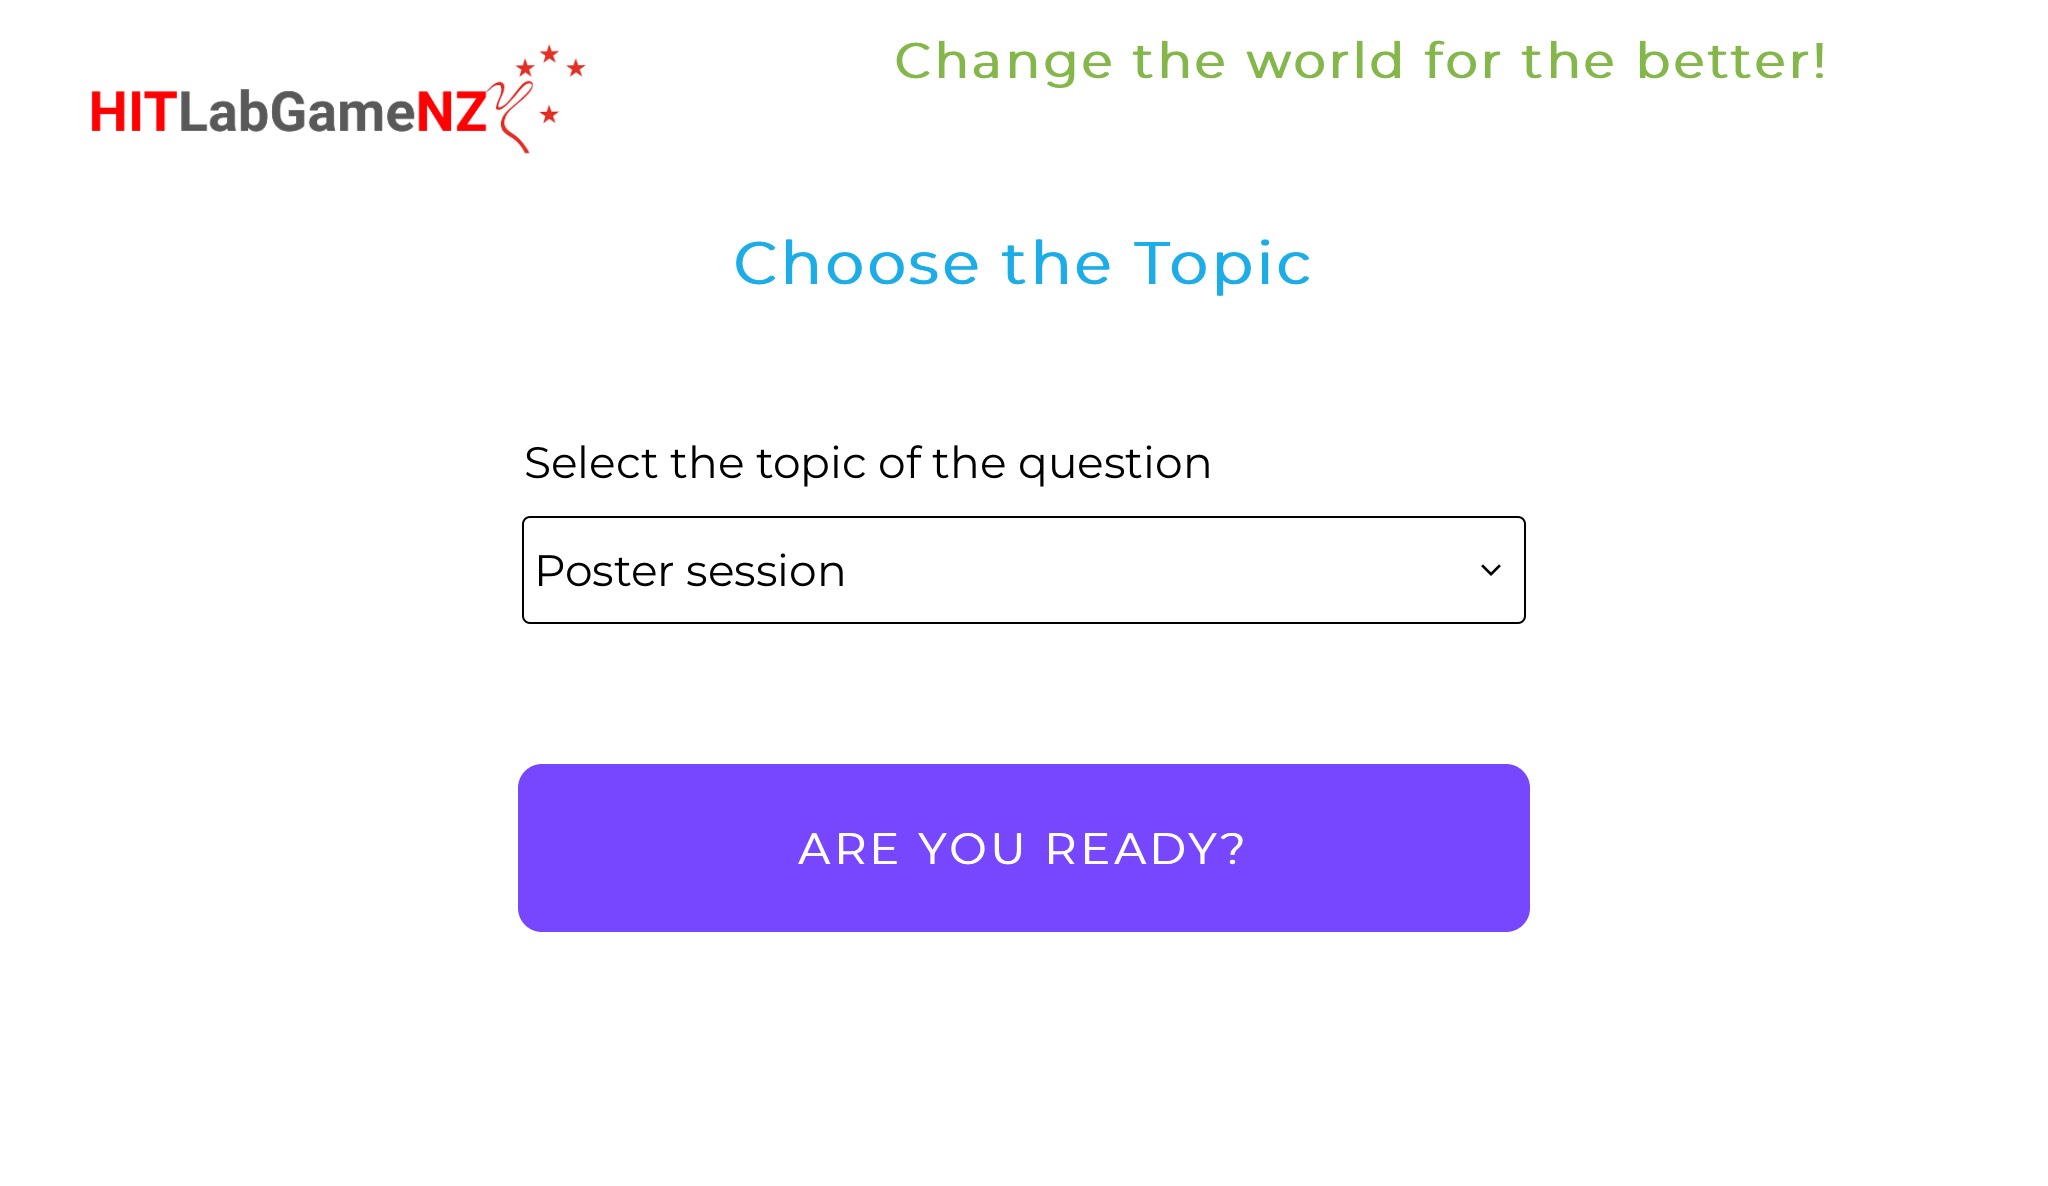 HITLabGameNZ
Change the world for the better!
Choose the Topic
Select the topic of the question
Poster session
ARE YOU READY?